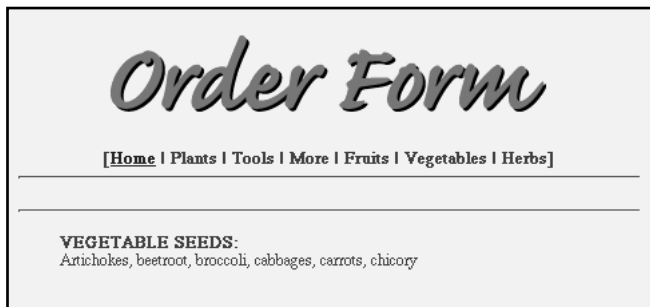 Order Form
[Home | Plants | Tools | More | Fruits | Vegetables | Herbs]
VEGETABLE SEEDS:
Artichokes, beetroot, broccoli, cabbages, carrots, chicory